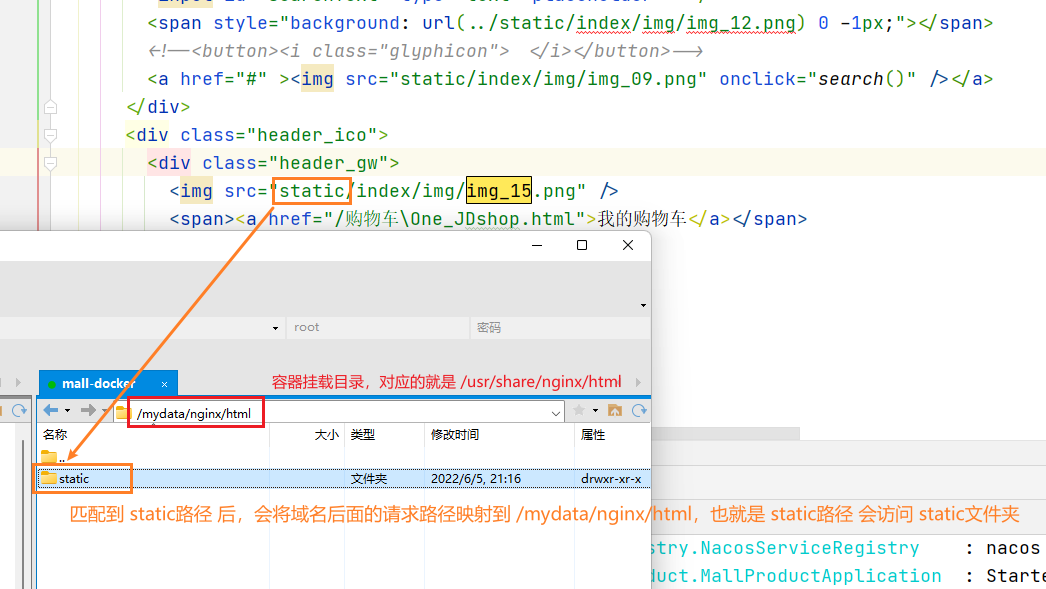 <span style="background: url(../static/index/img/img_12.png) 0 -1px;"></span>
<!--<button><i class="glyphicon"> </i></button>-->
<a href="#" ><img src="static/index/img/img_09.png" onclick="search()" /></a>
</div>
<div class="header_ico">
<div class="header_gw">
<img src="static/index/img/img_15.png" />
<span><a href="/购物车\One_JDshop.html">我的购物车</a></span>
root
密码
mall-docker ×
容器挂载目录，对应的就是 /usr/share/nginx/html
/mydata/nginx/html
名称 大小 类型 修改时间 属性
..
static 文件夹 2022/6/5, 21:16 drwxr-xr-x
匹配到 static路径 后，会将域名后面的请求路径映射到 /mydata/nginx/html，也就是 static路径 会访问 static文件夹
stry.NacosServiceRegistry : nacos
duct.MallProductApplication : Starte